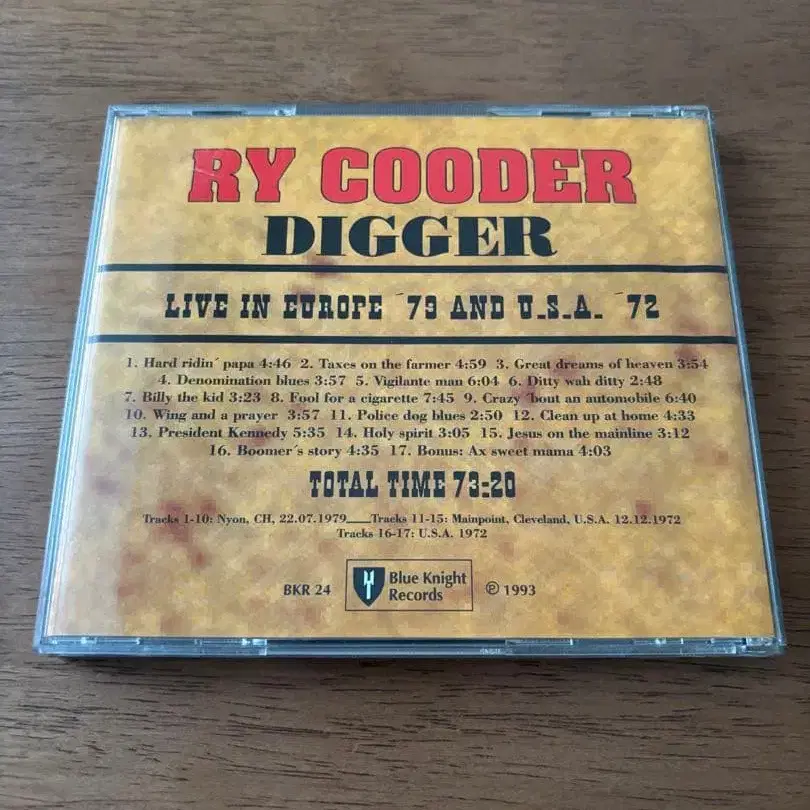 RY COODER
DIGGER
LIVE IN EUROPE ´79 AND U.S.A. ´72
1. Hard ridin´ papa 4:46 2. Taxes on the farmer 4:59 3. Great dreams of heaven 3:54
4. Denomination blues 3:57 5. Vigilante man 6:04 6. Ditty wah ditty 2:48
7. Billy the kid 3:23 8. Fool for a cigarette 7:45 9. Crazy ´bout an automobile 6:40
10. Wing and a prayer 3:57 11. Police dog blues 2:50 12. Clean up at home 4:33
13. President Kennedy 5:35 14. Holy spirit 3:05 15. Jesus on the mainline 3:12
16. Boomer´s story 4:35 17. Bonus: Ax sweet mama 4:03
TOTAL TIME 73:20
Tracks 1-10: Nyon, CH, 22.07.1979___Tracks 11-15: Mainpoint, Cleveland, U.S.A. 12.12.1972
Tracks 16-17: U.S.A. 1972
BKR 24 Blue Knight Records ℗ 1993